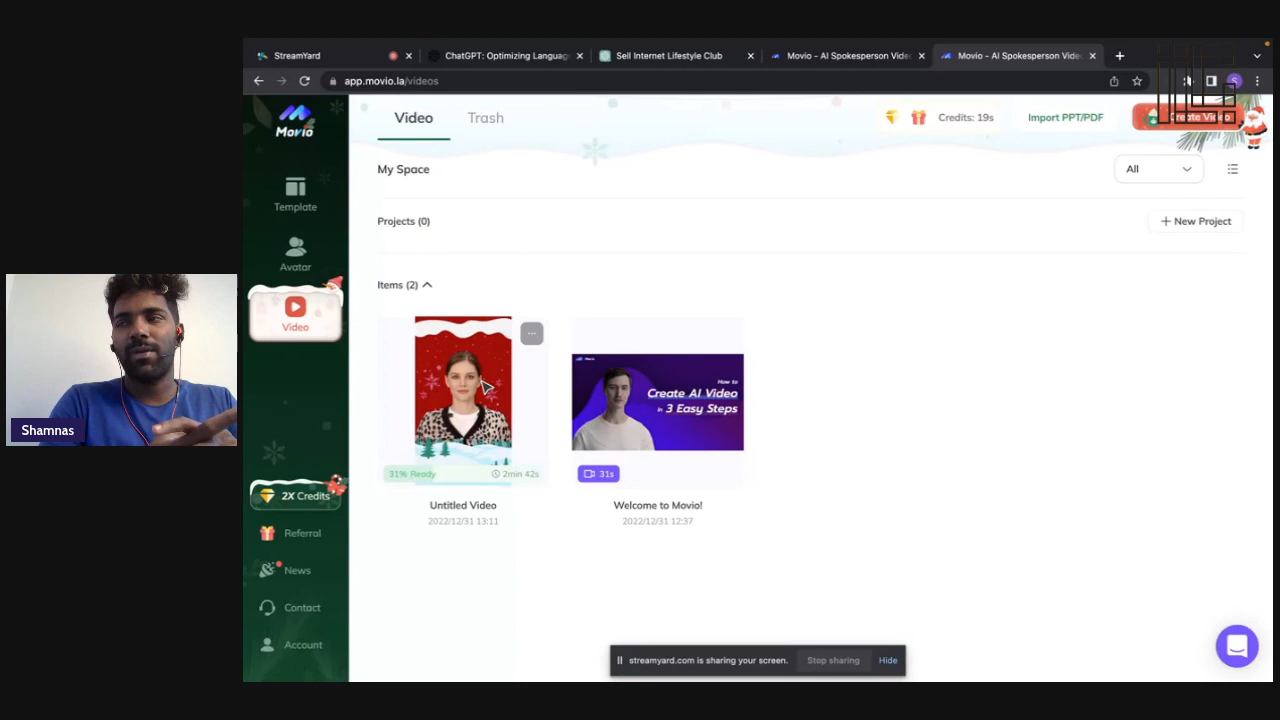 StreamYard
ChatGPT: Optimizing Languag
Sell Internet Lifestyle Club
Movio - AI Spokesperson Vide
Movio - AI Spokesperson Vide
app.movio.la/videos
Movio
Video
Trash
Credits: 19s
Import PPT/PDF
Create Video
My Space
All
Template
Projects (0)
New Project
Avatar
Items (2)
Video
How to
Create AI Video
in 3 Easy Steps
Shamnas
31% Ready
2min 42s
31s
2X Credits
Untitled Video
Welcome to Movio!
2022/12/31 13:11
2022/12/31 12:37
Referral
News
Contact
Account
streamyard.com is sharing your screen.
Stop sharing
Hide